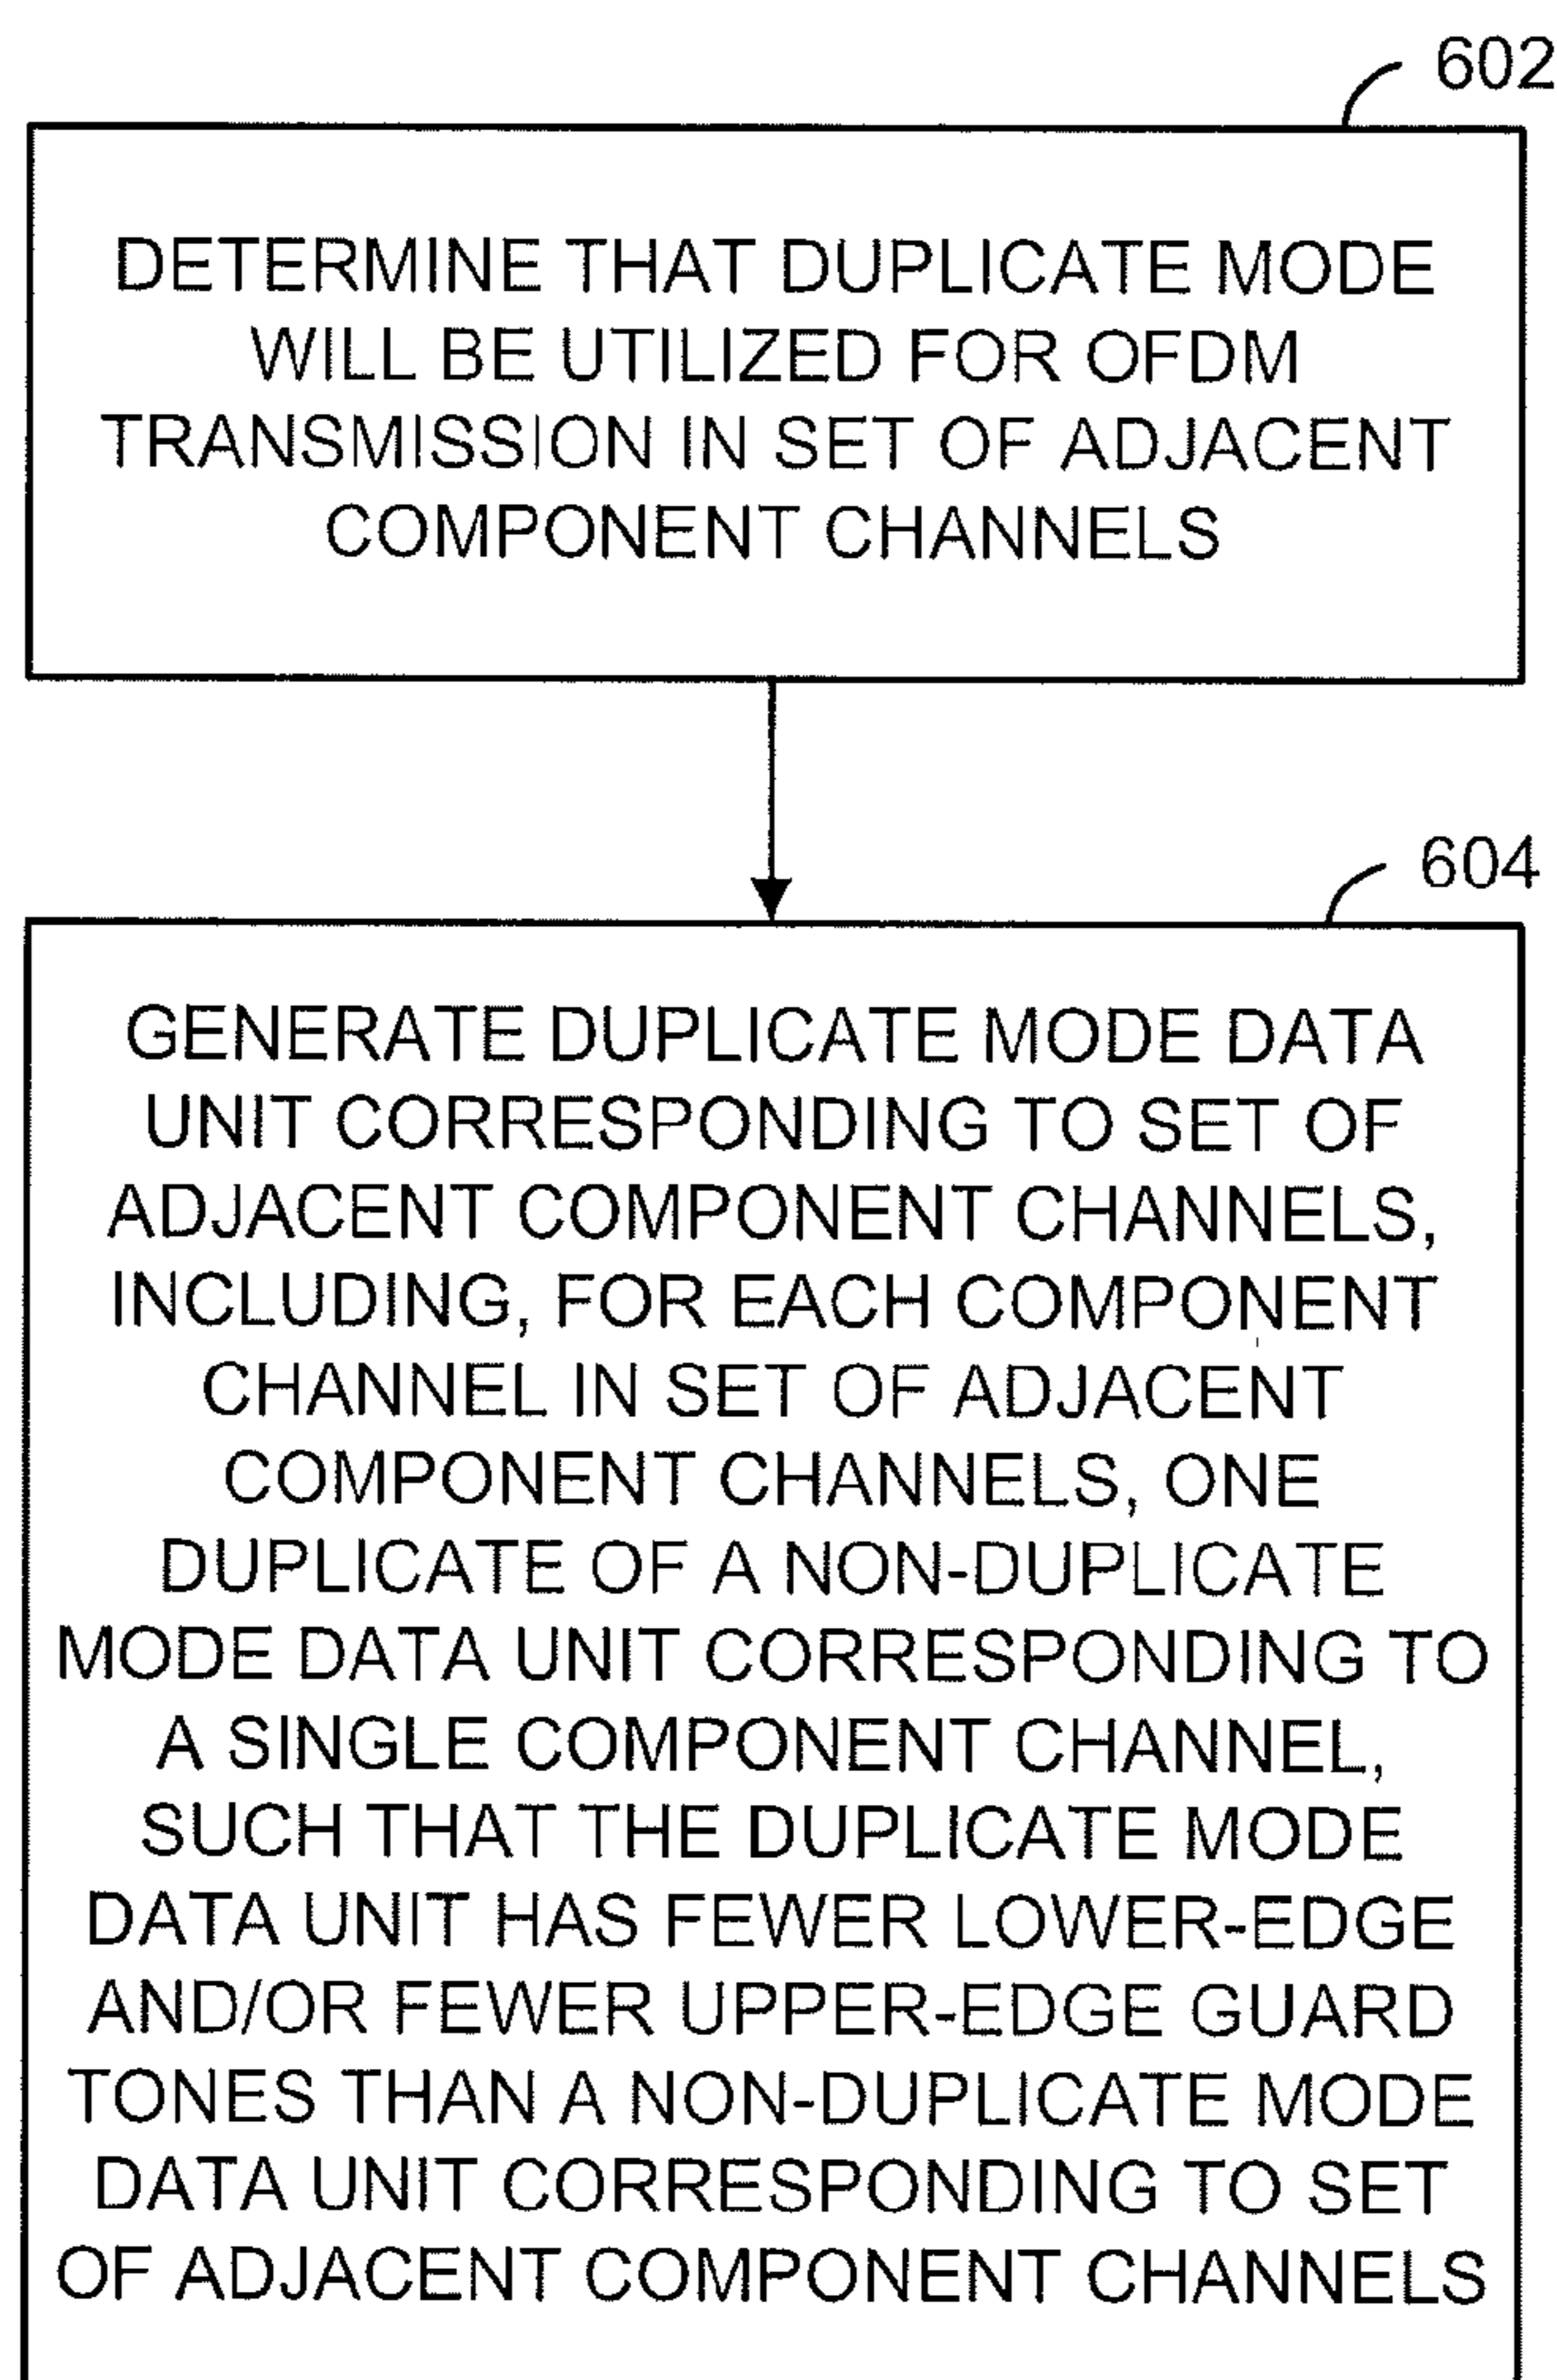 602
DETERMINE THAT DUPLICATE MODE
WILL BE UTILIZED FOR OFDM
TRANSMISSION IN SET OF ADJACENT
COMPONENT CHANNELS
604
GENERATE DUPLICATE MODE DATA
UNIT CORRESPONDING TO SET OF
ADJACENT COMPONENT CHANNELS,
INCLUDING, FOR EACH COMPONENT
CHANNEL IN SET OF ADJACENT
COMPONENT CHANNELS, ONE
DUPLICATE OF A NON-DUPLICATE
MODE DATA UNIT CORRESPONDING TO
A SINGLE COMPONENT CHANNEL,
SUCH THAT THE DUPLICATE MODE
DATA UNIT HAS FEWER LOWER-EDGE
AND/OR FEWER UPPER-EDGE GUARD
TONES THAN A NON-DUPLICATE MODE
DATA UNIT CORRESPONDING TO SET
OF ADJACENT COMPONENT CHANNELS